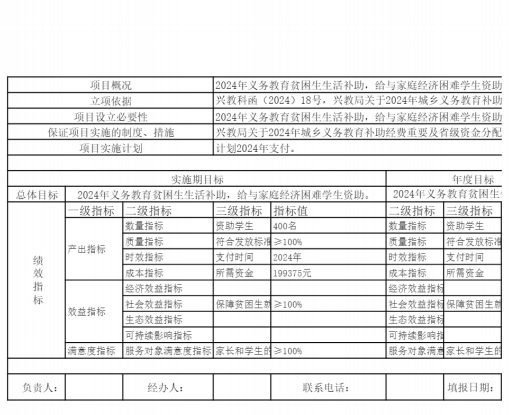 项目概况 2024年义务教育贫困生生活补助，给与家庭经济困难学生资助
立项依据 兴教科函（2024）18号，兴教局关于2024年城乡义务教育补助
项目设立必要性 2024年义务教育贫困生生活补助，给与家庭经济困难学生资助
保证项目实施的制度、措施 兴教局关于2024年城乡义务教育补助经费重要及省级资金分配
项目实施计划 计划2024年支付。
实施期目标 年度目标
总体目标 2024年义务教育贫困生生活补助，给与家庭经济困难学生资助。 2024年义务教育贫困生
绩效指标 一级指标 二级指标 三级指标 指标值 二级指标 三级指标
产出指标 数量指标 资助学生 400名 数量指标 资助学生
质量指标 符合发放标准 ≥100% 质量指标 符合发放标准
时效指标 支付时间 2024年 时效指标 支付时间
成本指标 所需资金 199375元 成本指标 所需资金
效益指标 经济效益指标 经济效益指标
社会效益指标 保障贫困生就 ≥100% 社会效益指标 保障贫困生就
生态效益指标 生态效益指标
可持续影响指标 可持续影响指
满意度指标 服务对象满意度指标 家长和学生的 ≥100% 服务对象满意 家长和学生的
负责人： 经办人： 联系电话： 填报日期：